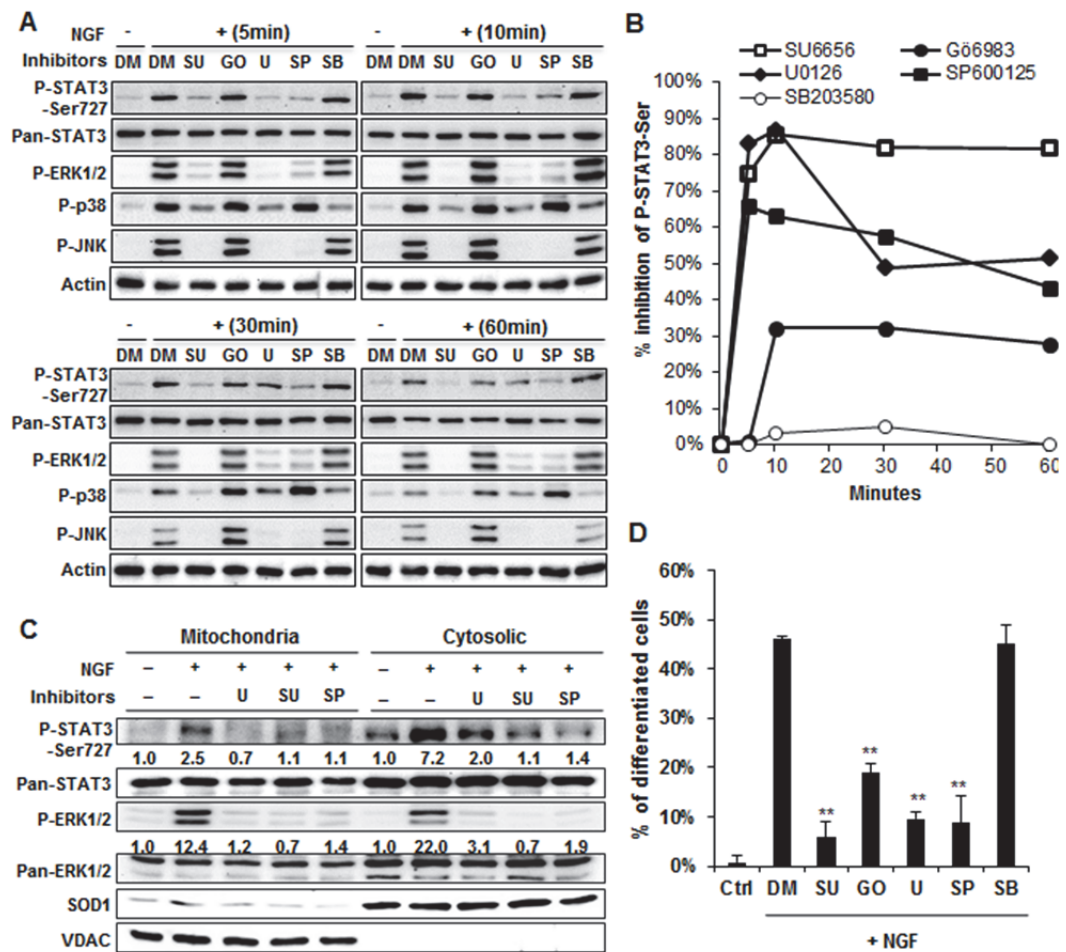 A
NGF - + (5min) - + (10min)
Inhibitors DM DM SU GO U SP SB DM DM SU GO U SP SB
P-STAT3
-Ser727
Pan-STAT3
P-ERK1/2
P-p38
P-JNK
Actin
- + (30min) - + (60min)
DM DM SU GO U SP SB DM DM SU GO U SP SB
P-STAT3
-Ser727
Pan-STAT3
P-ERK1/2
P-p38
P-JNK
Actin
B
SU6656 Gö6983
U0126 SP600125
SB203580
% inhibition of P-STAT3-Ser
100%
90%
80%
70%
60%
50%
40%
30%
20%
10%
0%
0 10 20 30 40 50 60
Minutes
C
Mitochondria Cytosolic
NGF – + + + + – + + + +
Inhibitors – – U SU SP – – U SU SP
P-STAT3
-Ser727
1.0 2.5 0.7 1.1 1.1 1.0 7.2 2.0 1.1 1.4
Pan-STAT3
P-ERK1/2
1.0 12.4 1.2 0.7 1.4 1.0 22.0 3.1 0.7 1.9
Pan-ERK1/2
SOD1
VDAC
D
% of differentiated cells
60%
50%
40%
30%
20%
10%
0%
** ** ** **
Ctrl DM SU GO U SP SB
+ NGF